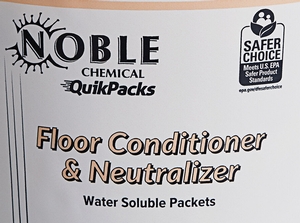 NOBLE
CHEMICAL
QuikPacks
SAFER
CHOICE
Meets U.S. EPA
Safer Product
Standards
epa.gov/saferchoice
Floor Conditioner
& Neutralizer
Water Soluble Packets